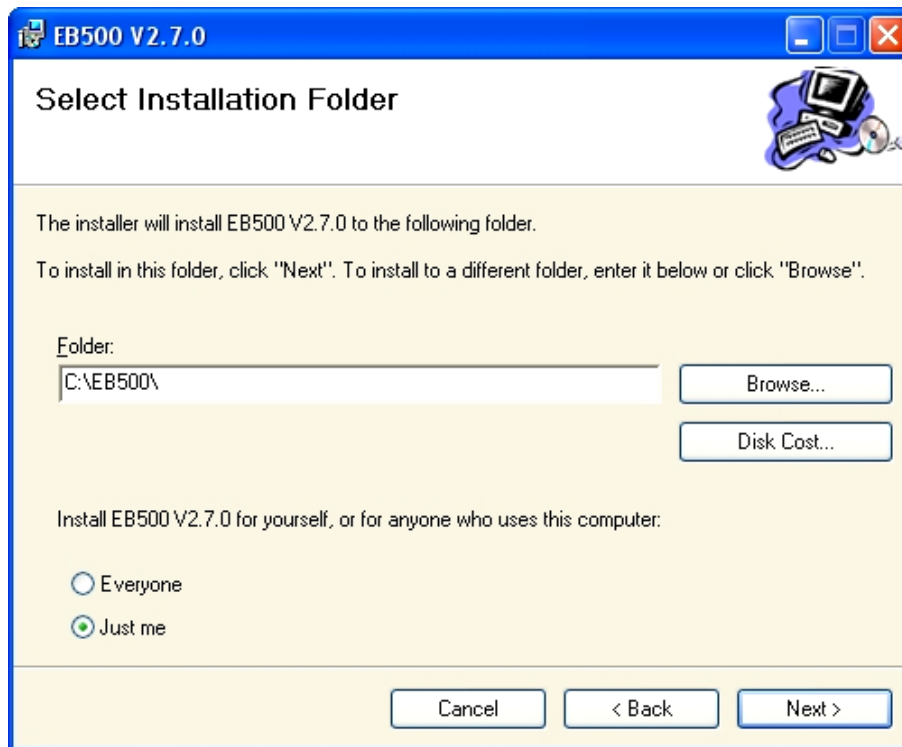 EB500 V2.7.0
Select Installation Folder
The installer will install EB500 V2.7.0 to the following folder.
To install in this folder, click "Next". To install to a different folder, enter it below or click "Browse".
Folder:
C:\EB500\
Browse...
Disk Cost...
Install EB500 V2.7.0 for yourself, or for anyone who uses this computer:
Everyone
Just me
Cancel
< Back
Next >